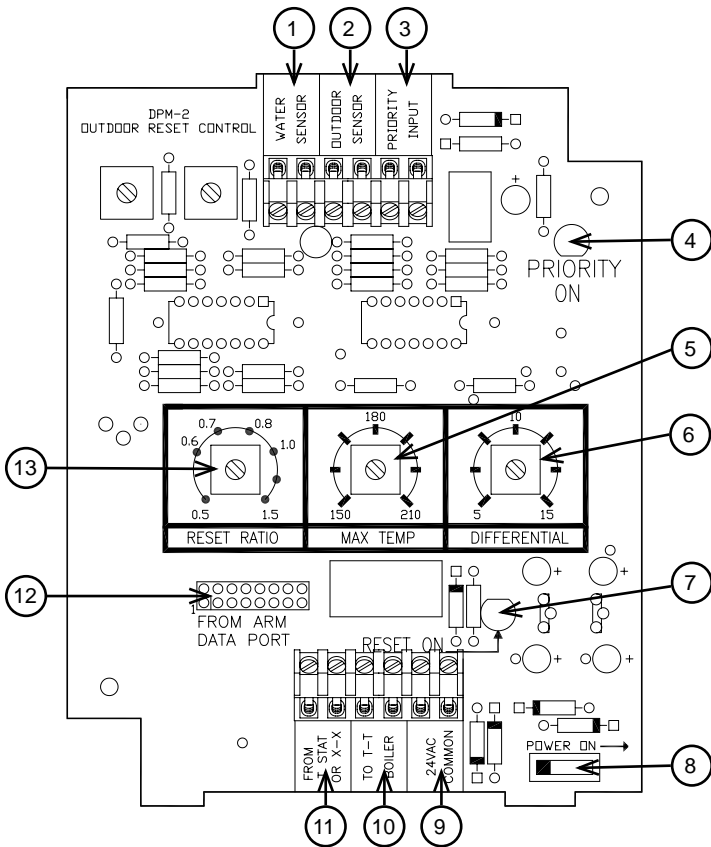 1
2
3
DPM-2
OUTDOOR RESET CONTROL
WATER
SENSOR
OUTDOOR
SENSOR
PRIORITY
INPUT
4
PRIORITY
ON
5
6
13
0.5
0.6
0.7
0.8
1.0
1.5
RESET RATIO
150
180
210
MAX TEMP
5
10
15
DIFFERENTIAL
12
1
FROM ARM
DATA PORT
RESET ON
7
+
+
+
+
FROM
T STAT
OR X-X
TO T-T
BOILER
24VAC
COMMON
POWER ON
8
11
10
9